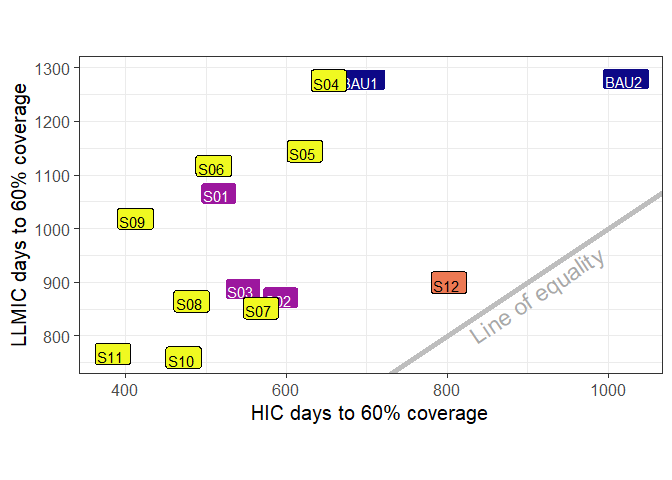 1300
1200
1100
1000
900
800
400
600
800
1000
LLMIC days to 60% coverage
HIC days to 60% coverage
S04
BAU1
BAU2
S05
S06
S01
S09
S12
S03
S02
S08
S07
S11
S10
Line of equality